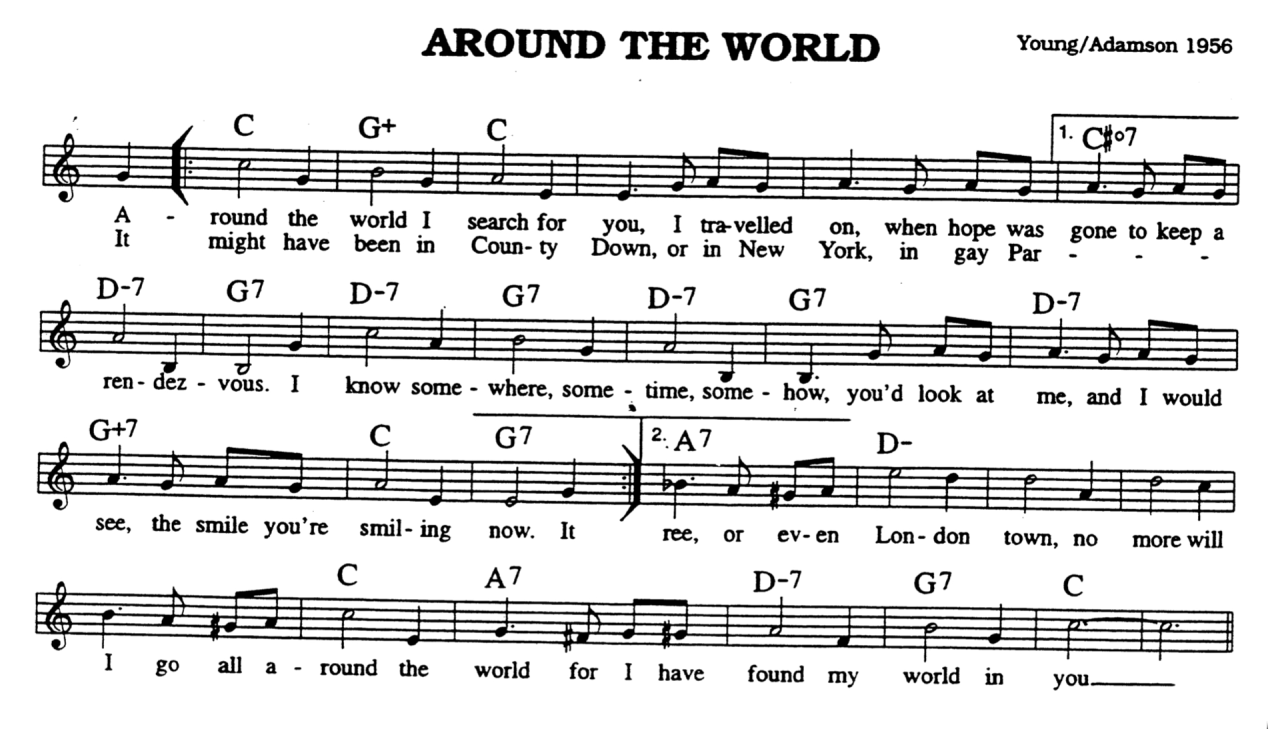 AROUND THE WORLD
Young/Adamson 1956
C G+ C 1. C#°7
A - round the world I search for you, I tra-velled on, when hope was gone to keep a
It might have been in Coun- ty Down, or in New York, in gay Par - - -
D-7 G7 D-7 G7 D-7 G7 D-7
ren- dez - vous. I know some - where, some - time, some - how, you'd look at me, and I would
G+7 C G7 2. A7 D-
see, the smile you're smil- ing now. It ree, or ev- en Lon- don town, no more will
C A7 D-7 G7 C
I go all a - round the world for I have found my world in you